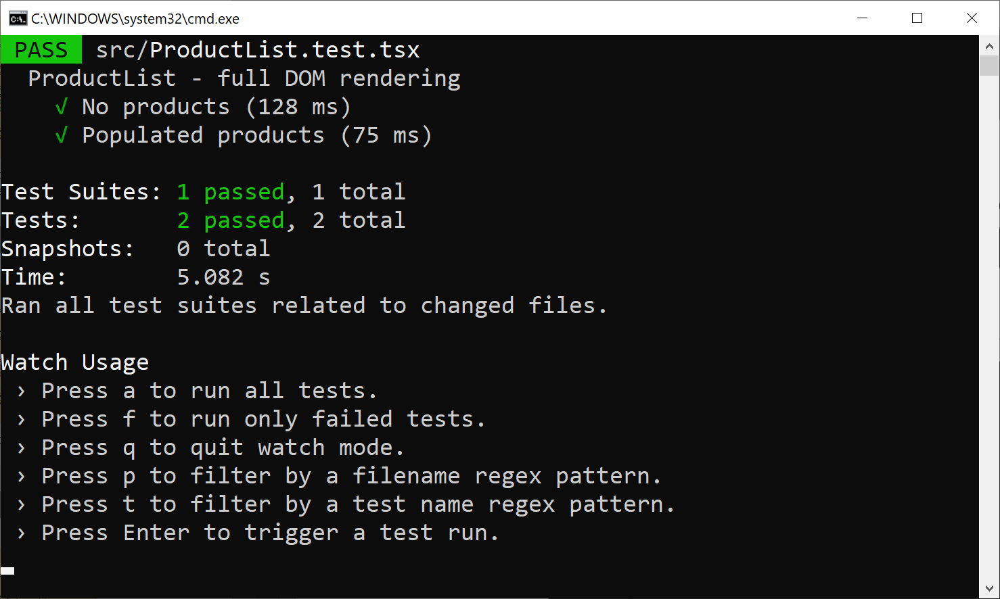 C:\WINDOWS\system32\cmd.exe
PASS src/ProductList.test.tsx
ProductList - full DOM rendering
√ No products (128 ms)
√ Populated products (75 ms)
Test Suites: 1 passed, 1 total
Tests: 2 passed, 2 total
Snapshots: 0 total
Time: 5.082 s
Ran all test suites related to changed files.
Watch Usage
› Press a to run all tests.
› Press f to run only failed tests.
› Press q to quit watch mode.
› Press p to filter by a filename regex pattern.
› Press t to filter by a test name regex pattern.
› Press Enter to trigger a test run.